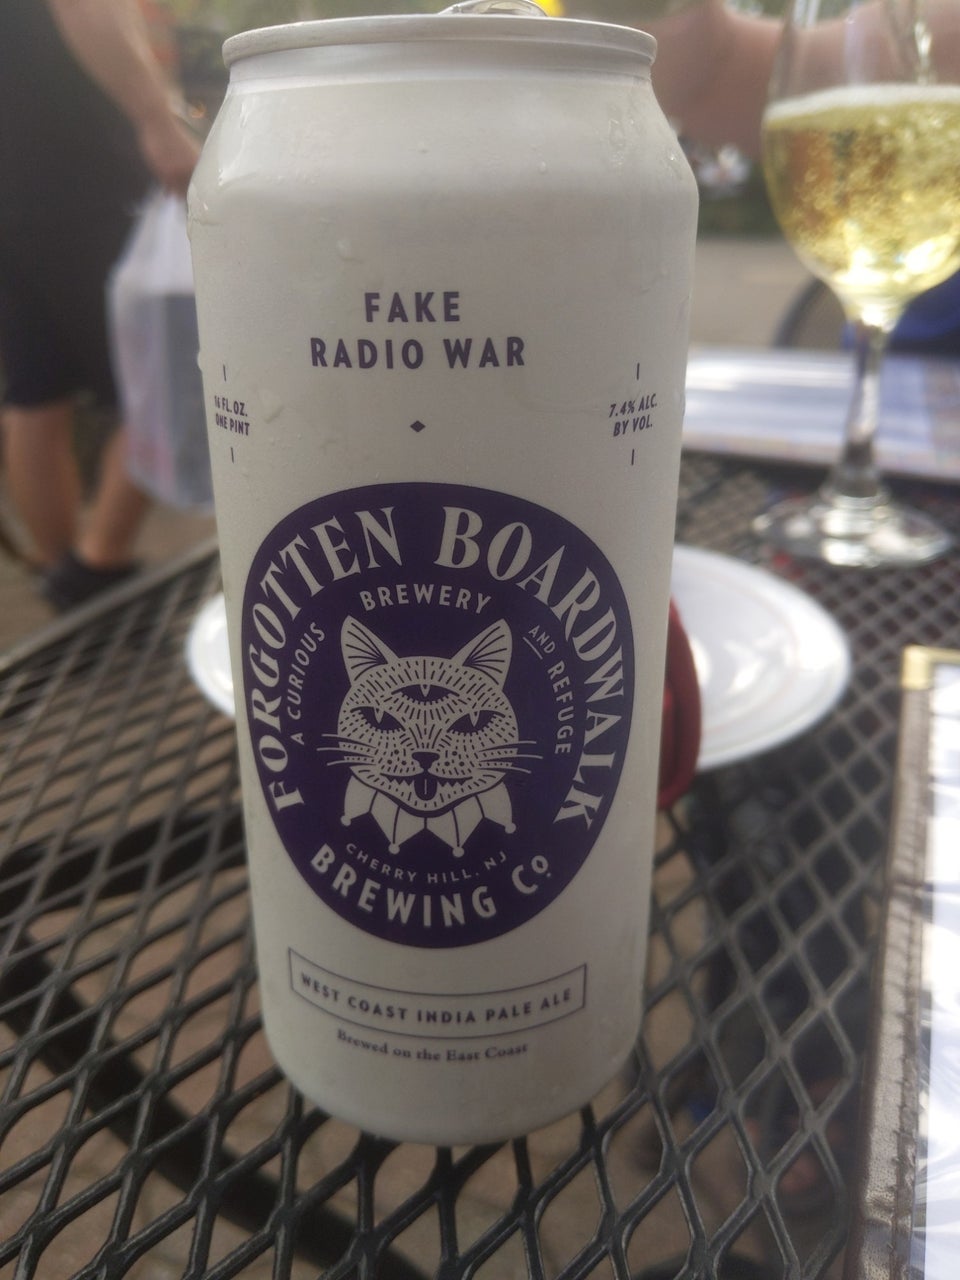 FAKE
RADIO WAR
16 FL. OZ.
ONE PINT
7.4% ALC.
BY VOL.
FORGOTTEN BOARDWALK
BREWERY
A CURIOUS
AND REFUGE
CHERRY HILL, NJ
BREWING Co
WEST COAST INDIA PALE ALE
Brewed on the East Coast